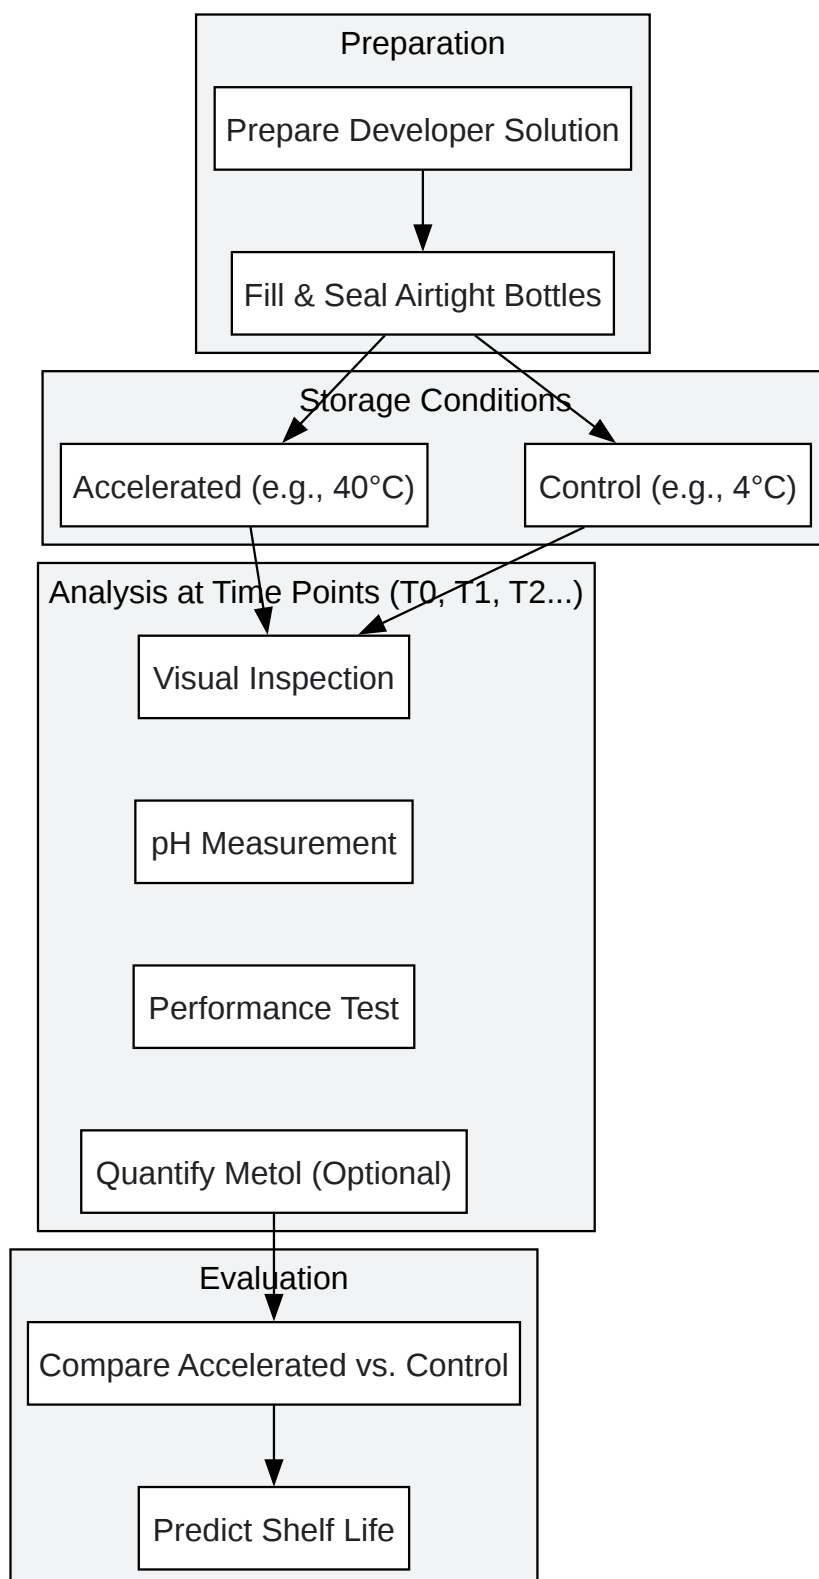 Preparation
Prepare Developer Solution
Fill & Seal Airtight Bottles
Storage Conditions
Accelerated (e.g., 40°C)
Control (e.g., 4°C)
Analysis at Time Points (T0, T1, T2...)
Visual Inspection
pH Measurement
Performance Test
Quantify Metol (Optional)
Evaluation
Compare Accelerated vs. Control
Predict Shelf Life